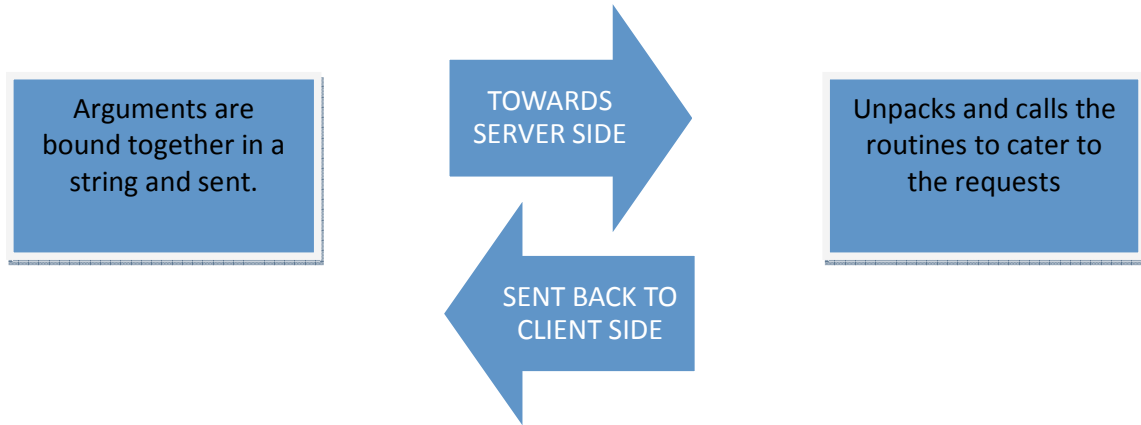 Arguments are
bound together in a
string and sent.
TOWARDS
SERVER SIDE
Unpacks and calls the
routines to cater to
the requests
SENT BACK TO
CLIENT SIDE